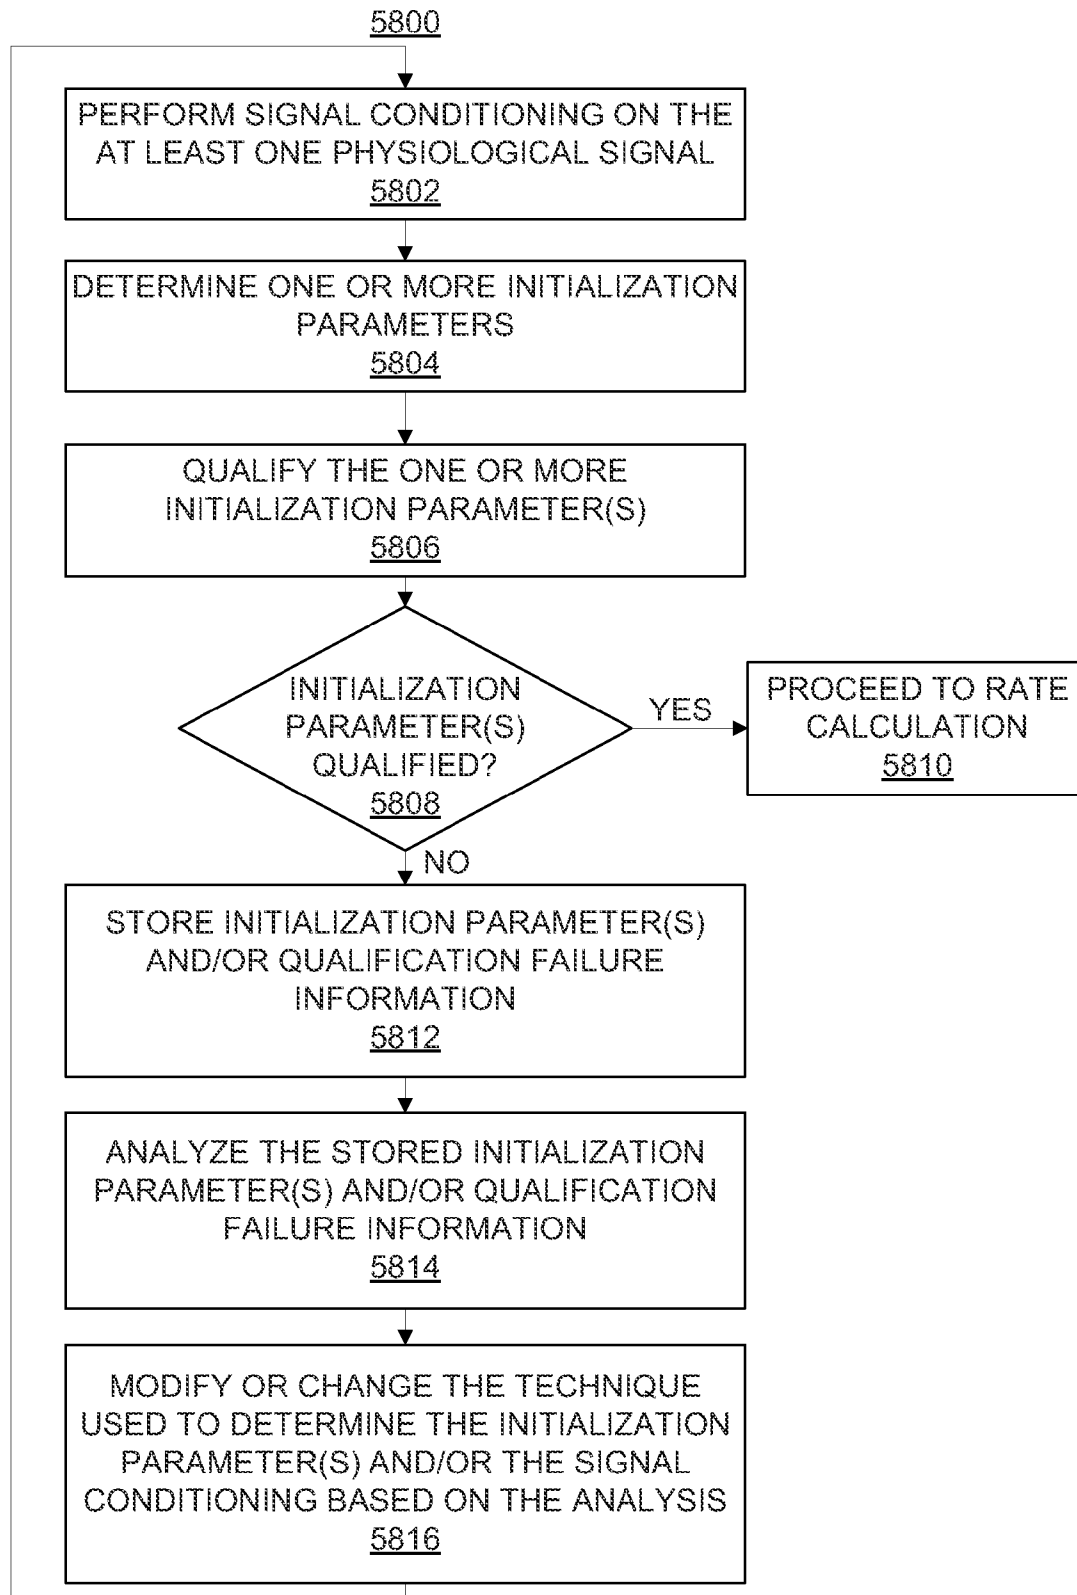 5800
PERFORM SIGNAL CONDITIONING ON THE
AT LEAST ONE PHYSIOLOGICAL SIGNAL
5802
DETERMINE ONE OR MORE INITIALIZATION
PARAMETERS
5804
QUALIFY THE ONE OR MORE
INITIALIZATION PARAMETER(S)
5806
INITIALIZATION
PARAMETER(S)
QUALIFIED?
5808
YES
PROCEED TO RATE
CALCULATION
5810
NO
STORE INITIALIZATION PARAMETER(S)
AND/OR QUALIFICATION FAILURE
INFORMATION
5812
ANALYZE THE STORED INITIALIZATION
PARAMETER(S) AND/OR QUALIFICATION
FAILURE INFORMATION
5814
MODIFY OR CHANGE THE TECHNIQUE
USED TO DETERMINE THE INITIALIZATION
PARAMETER(S) AND/OR THE SIGNAL
CONDITIONING BASED ON THE ANALYSIS
5816